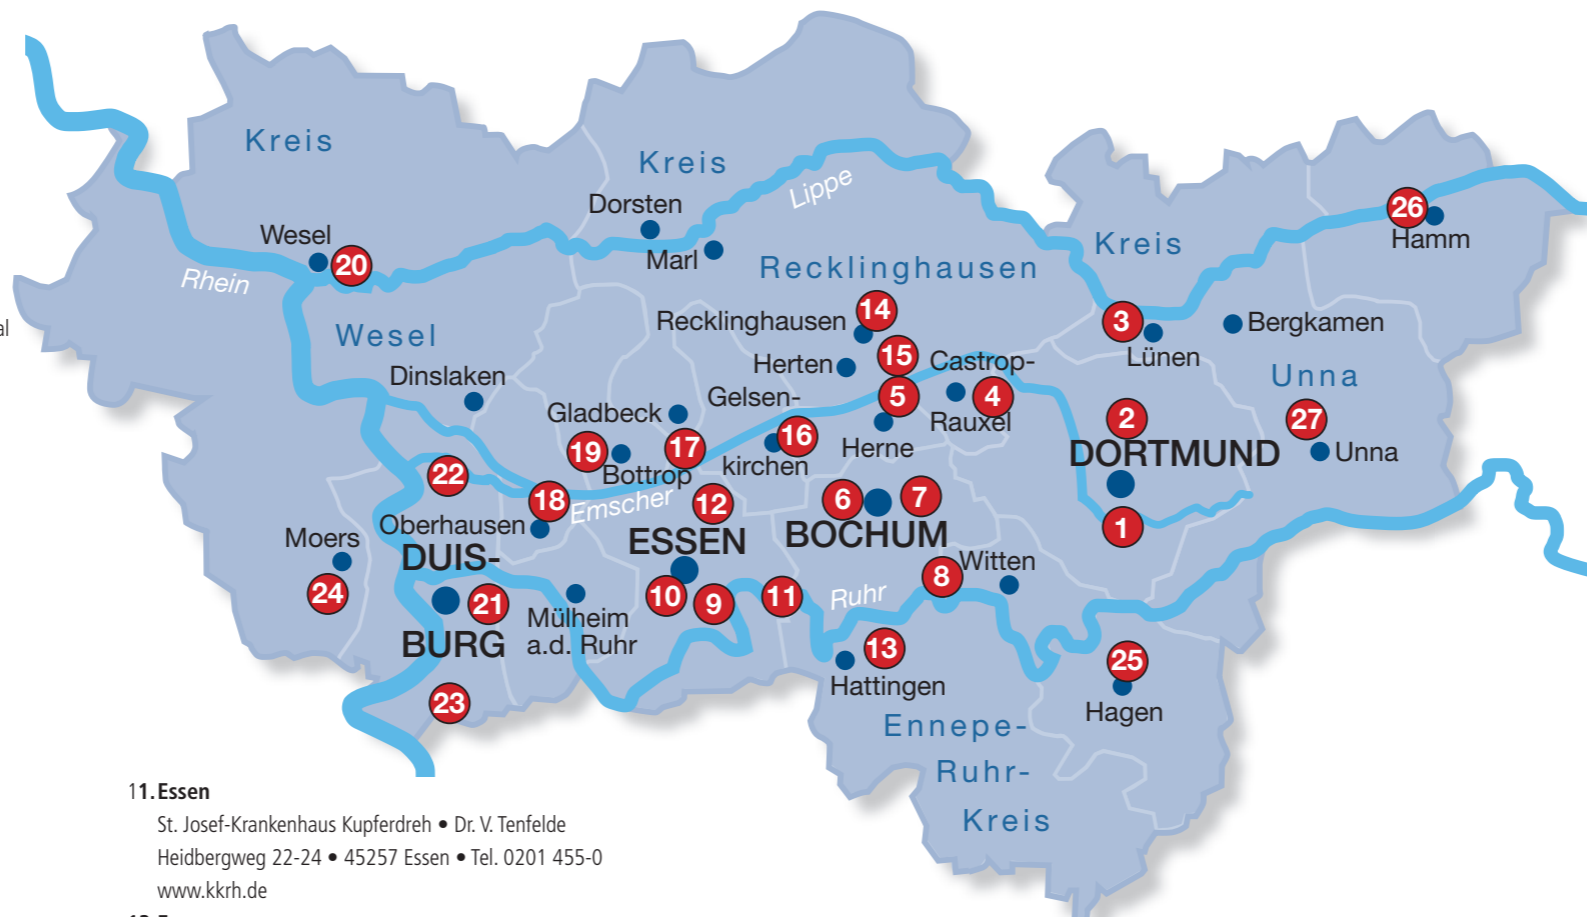 Kreis
Kreis
Dorsten
Lippe
26
Wesel
20
Marl
Kreis
Hamm
Rhein
Recklinghausen
al
Wesel
Recklinghausen
14
3
Lünen
Bergkamen
Herten
15
Castrop-
Rauxel
4
Unna
Dinslaken
Gladbeck
Gelsen-
kirchen
16
5
Herne
2
DORTMUND
27
Unna
19
Bottrop
17
22
18
Emscher
12
6
7
1
Oberhausen
ESSEN
BOCHUM
Moers
24
DUIS-
BURG
21
Mülheim
a.d. Ruhr
10
9
11
Ruhr
8
Witten
13
Hattingen
25
Hagen
23
Ennepe-
Ruhr-
Kreis
11. Essen
St. Josef-Krankenhaus Kupferdreh • Dr. V. Tenfelde
Heidbergweg 22-24 • 45257 Essen • Tel. 0201 455-0
www.kkrh.de